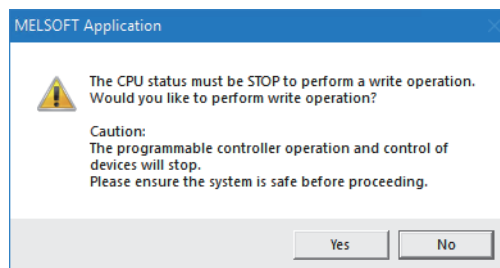 MELSOFT Application
The CPU status must be STOP to perform a write operation.
Would you like to perform write operation?
Caution:
The programmable controller operation and control of
devices will stop.
Please ensure the system is safe before proceeding.
Yes
No